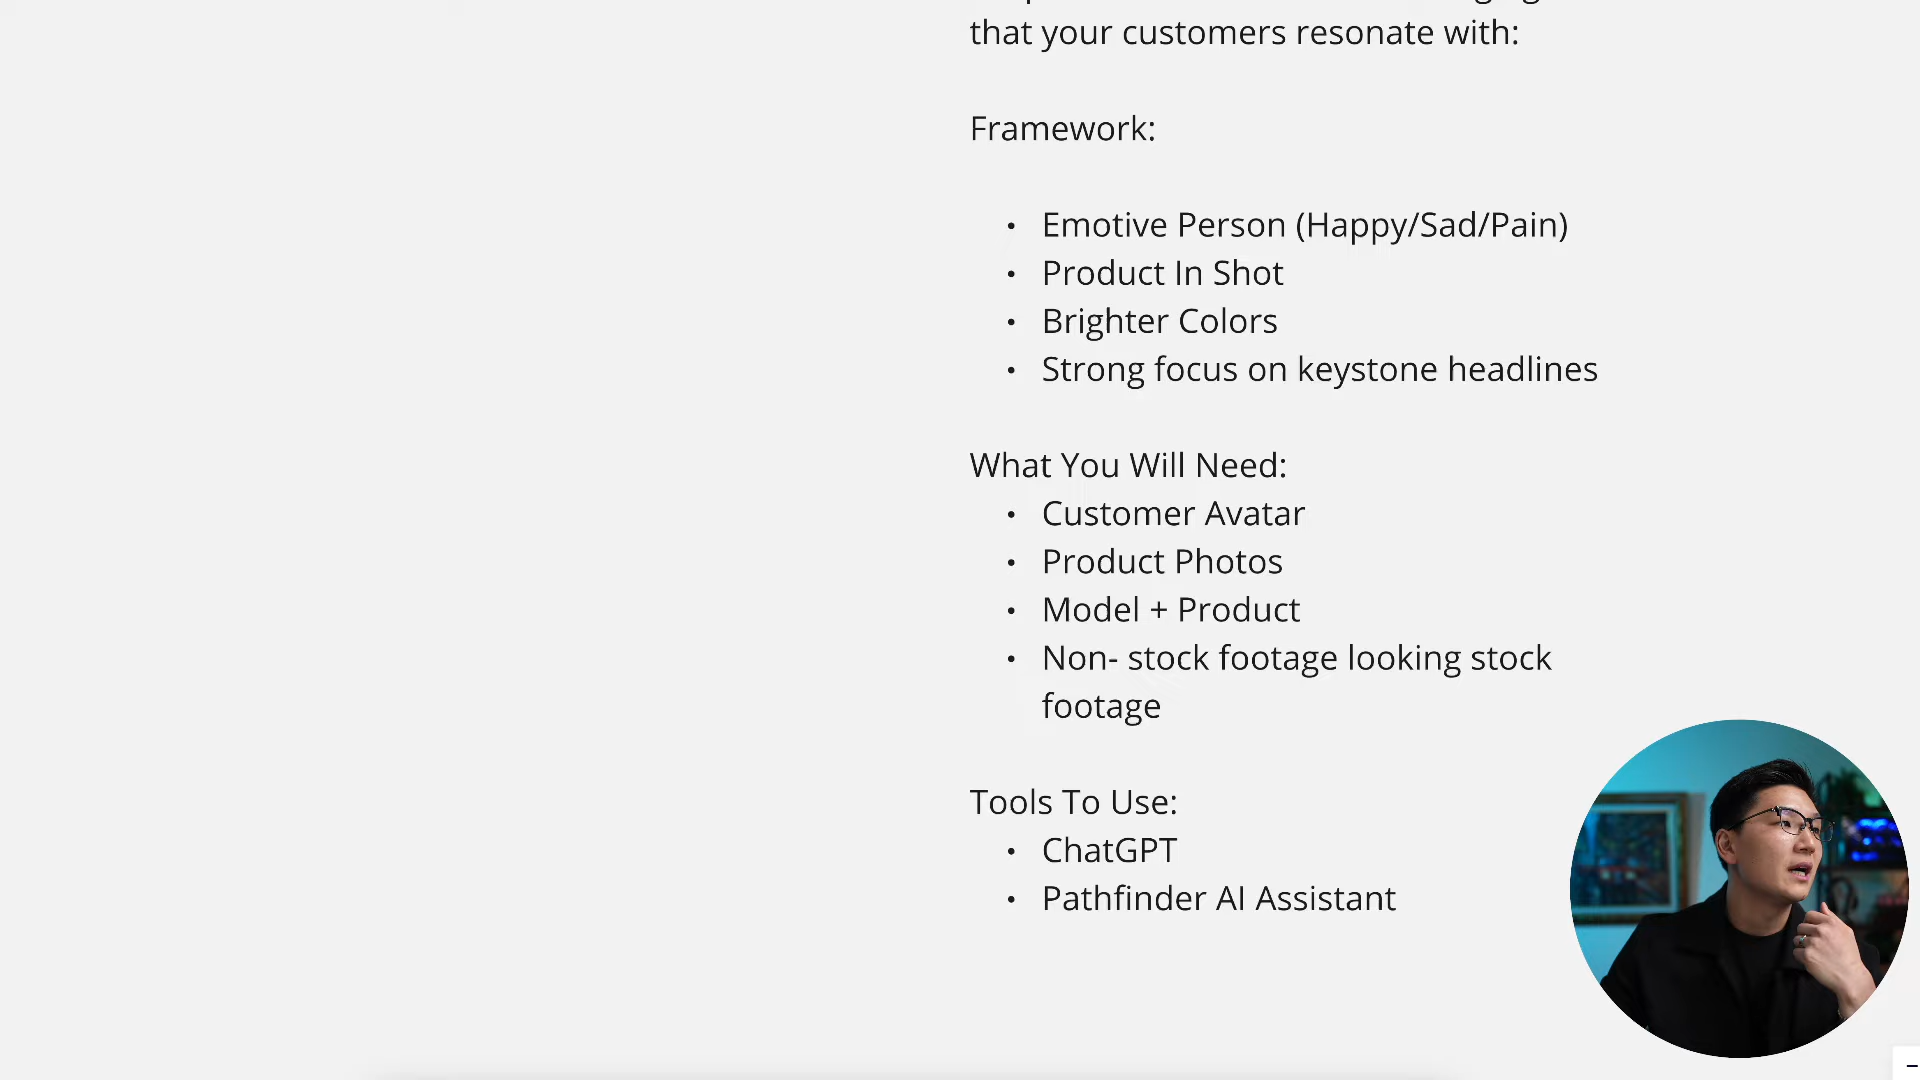 that your customers resonate with:
Framework:
• Emotive Person (Happy/Sad/Pain)
• Product In Shot
• Brighter Colors
• Strong focus on keystone headlines
What You Will Need:
• Customer Avatar
• Product Photos
• Model + Product
• Non- stock footage looking stock
footage
Tools To Use:
• ChatGPT
• Pathfinder AI Assistant